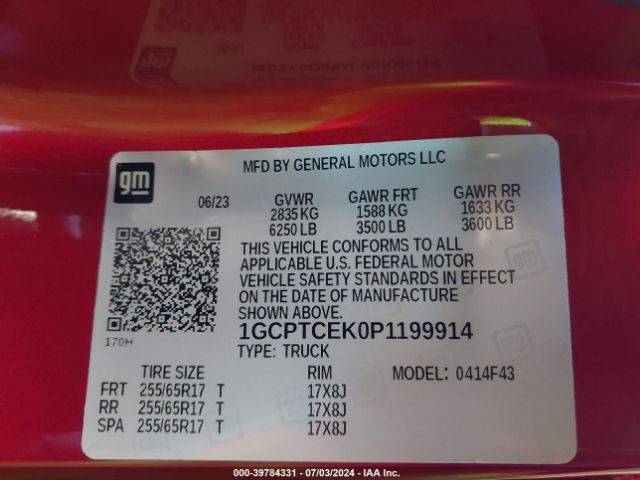 MFD BY GENERAL MOTORS LLC
gm
06/23 GVWR GAWR FRT GAWR RR
2835 KG 1588 KG 1633 KG
6250 LB 3500 LB 3600 LB
THIS VEHICLE CONFORMS TO ALL
APPLICABLE U.S. FEDERAL MOTOR
VEHICLE SAFETY STANDARDS IN EFFECT
ON THE DATE OF MANUFACTURE
SHOWN ABOVE.
170H
1GCPTCEK0P1199914
TYPE: TRUCK
TIRE SIZE RIM MODEL: 0414F43
FRT 255/65R17 T 17X8J
RR 255/65R17 T 17X8J
SPA 255/65R17 T 17X8J
000-39784331 - 07/03/2024 - IAA Inc.